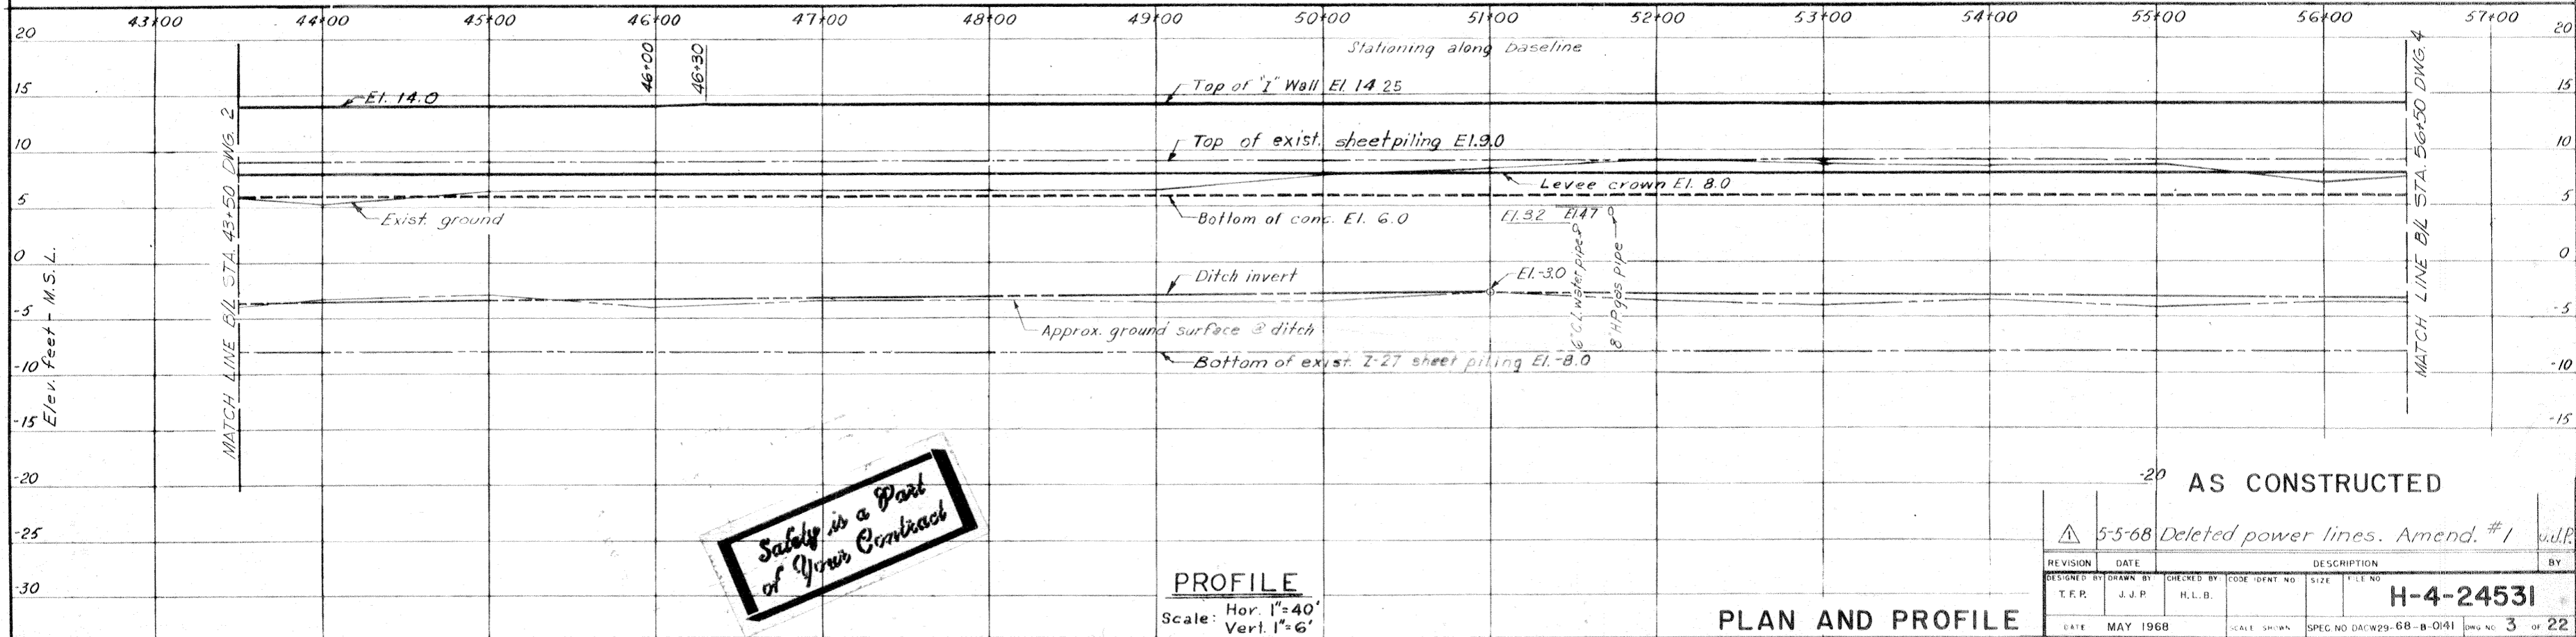 43+00 44+00 45+00 46+00 47+00 48+00 49+00 50+00 51+00 52+00 53+00 54+00 55+00 56+00 57+00
20 20
Stationing along baseline
46+00
46+30
15 15
El. 14.0
Top of "I" Wall El. 14 25
10 10
Top of exist. sheet piling El. 9.0
Levee crown El. 8.0
5 5
Exist. ground
Bottom of conc. El. 6.0
El. 3.2 El 4.7
0 0
Elev. feet - M.S.L.
MATCH LINE B/L STA. 43+50 DWG. 2
MATCH LINE B/L STA. 56+50 DWG. 4
Ditch invert
El. -3.0
6" C.I. water pipe
8" HP gas pipe
-5 -5
Approx. ground surface @ ditch
Bottom of exist. Z-27 sheet piling El. -8.0
-10 -10
-15 -15
-20 -20
-25
-30
Safety is a Part
of Your Contract
PROFILE
Scale: Hor. 1"=40'
Vert. 1"=6'
PLAN AND PROFILE
AS CONSTRUCTED
1 5-5-68 Deleted power lines. Amend. #1 J.P.
REVISION DATE DESCRIPTION BY
DESIGNED BY DRAWN BY CHECKED BY CODE IDENT NO. SIZE FILE NO
T.F.P. J.J.P. H.L.B. H-4-24531
DATE MAY 1968 SCALE SHOWN SPEC. NO DACW29-68-B-0141 DWG NO 3 OF 22